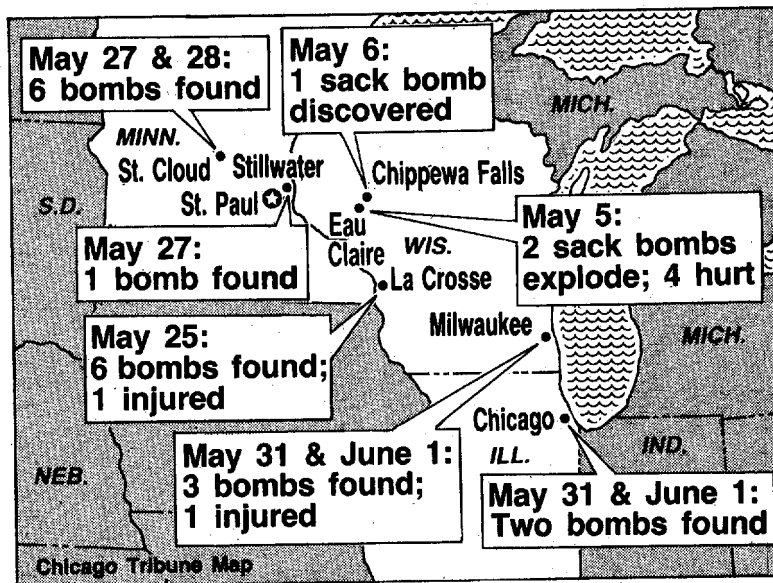 May 27 & 28:
6 bombs found
May 6:
1 sack bomb
discovered
MICH.
MINN.
St. Cloud
Stillwater
St. Paul
Chippewa Falls
S.D.
Eau
Claire
WIS.
May 5:
2 sack bombs
explode; 4 hurt
May 27:
1 bomb found
La Crosse
Milwaukee
MICH.
May 25:
6 bombs found;
1 injured
Chicago
ILL.
IND.
NEB.
May 31 & June 1:
3 bombs found;
1 injured
May 31 & June 1:
Two bombs found
Chicago Tribune Map